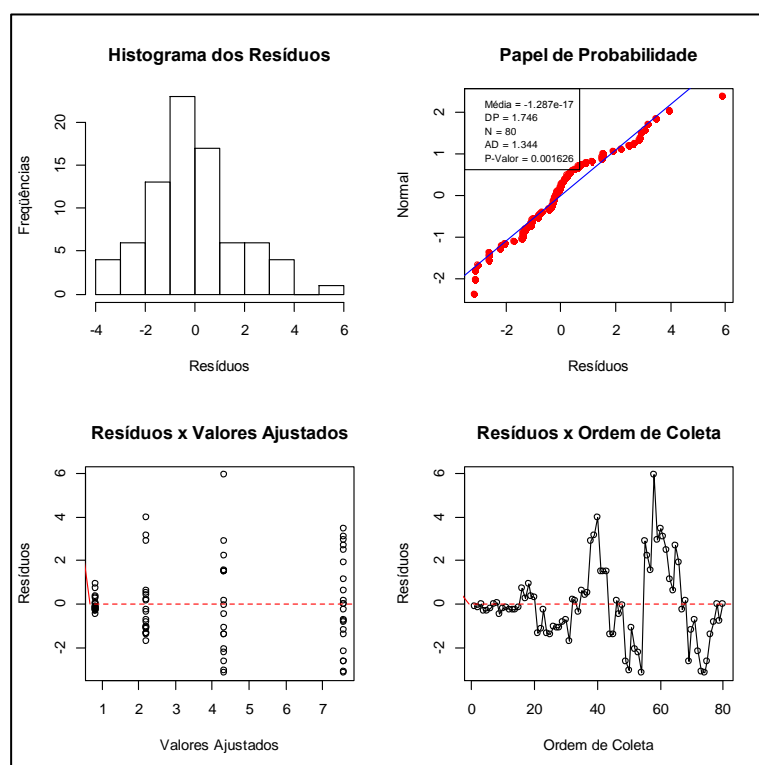 Histograma dos Resíduos
Freqüências
0
5
10
15
20
-4
-2
0
2
4
6
Resíduos
Papel de Probabilidade
Média = -1.287e-17
DP = 1.746
N = 80
AD = 1.344
P-Valor = 0.001626
Normal
-2
-1
0
1
2
-2
0
2
4
6
Resíduos
Resíduos x Valores Ajustados
Resíduos
-2
0
2
4
6
1
2
3
4
5
6
7
Valores Ajustados
Resíduos x Ordem de Coleta
Resíduos
-2
0
2
4
6
0
20
40
60
80
Ordem de Coleta